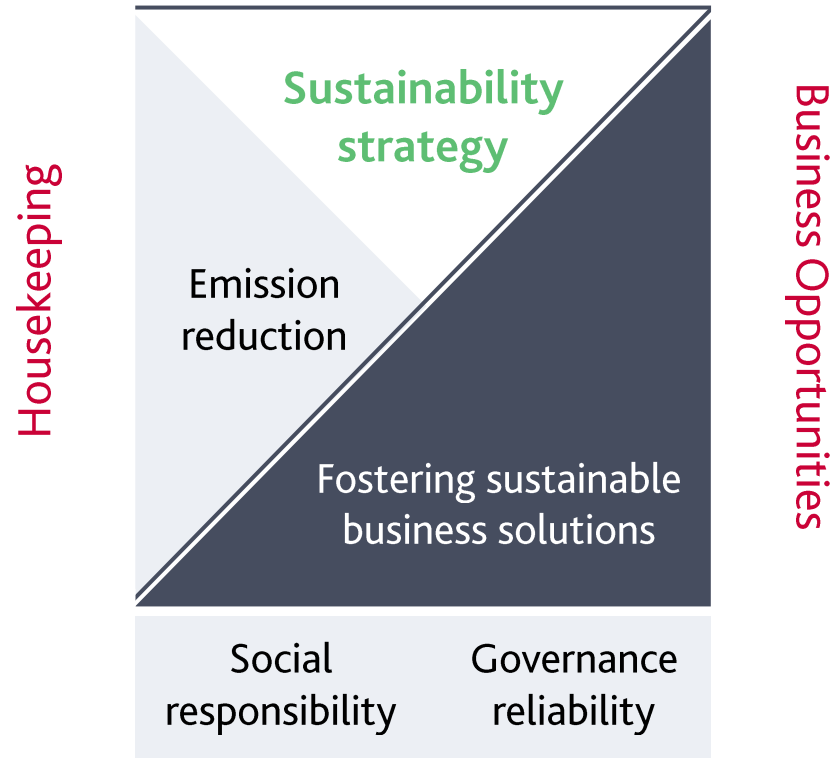 Sustainability
strategy
Housekeeping
Emission
reduction
Business Opportunities
Fostering sustainable
business solutions
Social
responsibility
Governance
reliability